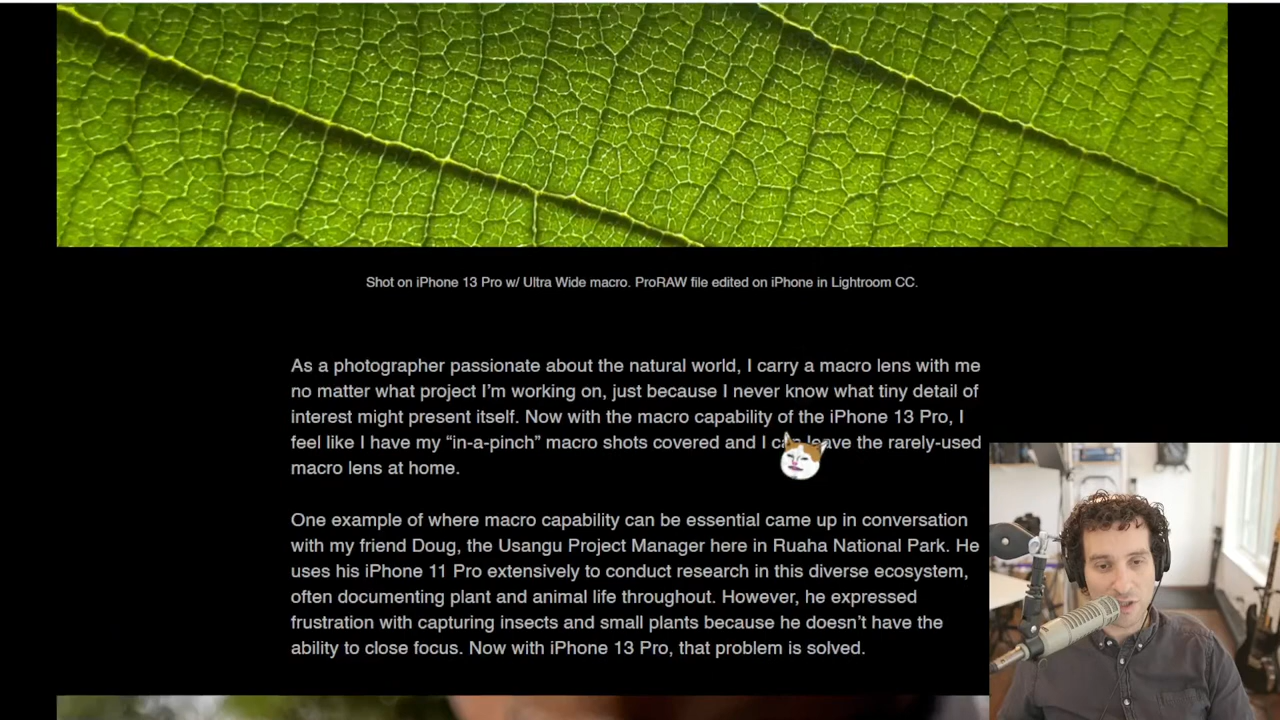 Shot on iPhone 13 Pro w/ Ultra Wide macro. ProRAW file edited on iPhone in Lightroom CC.
As a photographer passionate about the natural world, I carry a macro lens with me
no matter what project I’m working on, just because I never know what tiny detail of
interest might present itself. Now with the macro capability of the iPhone 13 Pro, I
feel like I have my “in-a-pinch” macro shots covered and I can leave the rarely-used
macro lens at home.
One example of where macro capability can be essential came up in conversation
with my friend Doug, the Usangu Project Manager here in Ruaha National Park. He
uses his iPhone 11 Pro extensively to conduct research in this diverse ecosystem,
often documenting plant and animal life throughout. However, he expressed
frustration with capturing insects and small plants because he doesn’t have the
ability to close focus. Now with iPhone 13 Pro, that problem is solved.